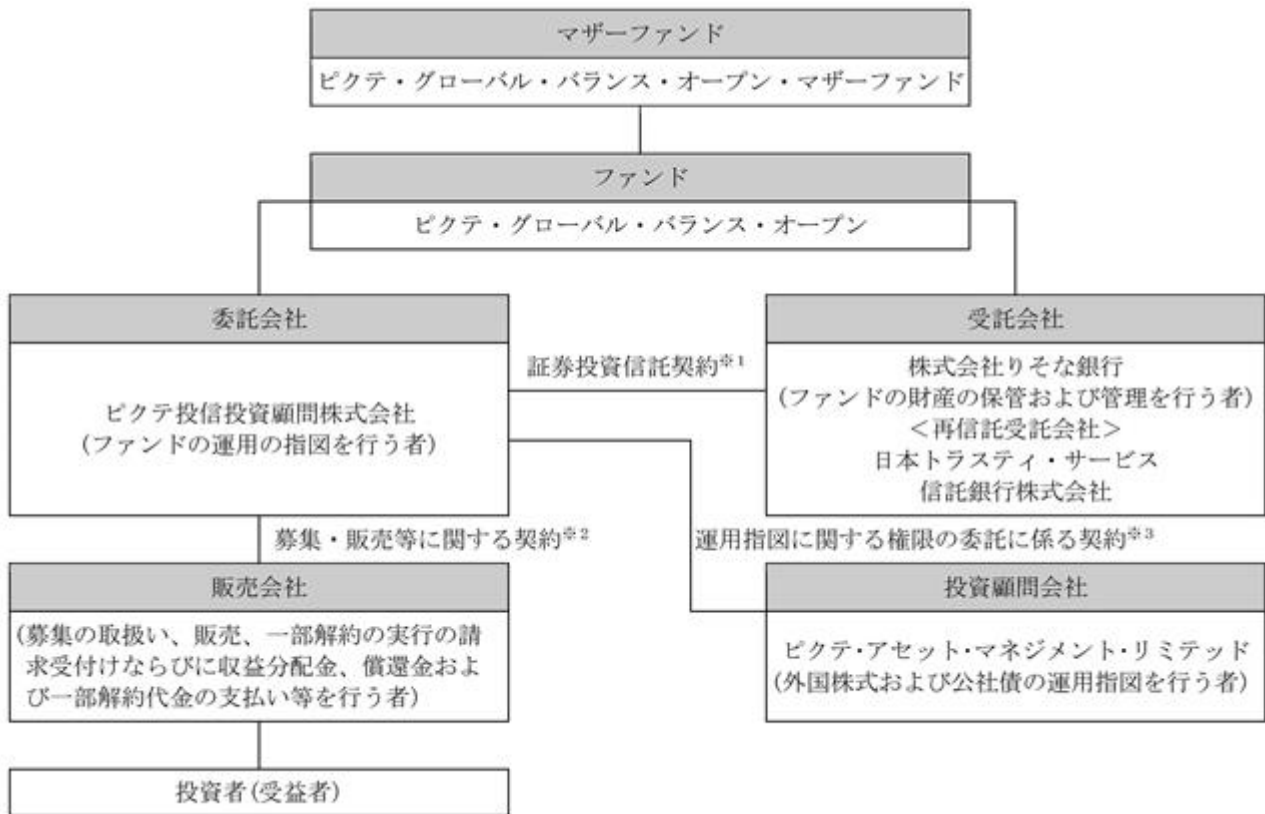 マザーファンド
ピクテ・グローバル・バランス・オープン・マザーファンド
ファンド
ピクテ・グローバル・バランス・オープン
委託会社
ピクテ投信投資顧問株式会社
(ファンドの運用の指図を行う者)
証券投資信託契約※1
受託会社
株式会社りそな銀行
(ファンドの財産の保管および管理を行う者)
＜再信託受託会社＞
日本トラスティ・サービス
信託銀行株式会社
募集・販売等に関する契約※2
運用指図に関する権限の委託に係る契約※3
販売会社
(募集の取扱い、販売、一部解約の実行の請
求受付けならびに収益分配金、償還金およ
び一部解約代金の支払い等を行う者)
投資顧問会社
ピクテ・アセット・マネジメント・リミテッド
(外国株式および公社債の運用指図を行う者)
投資者(受益者)